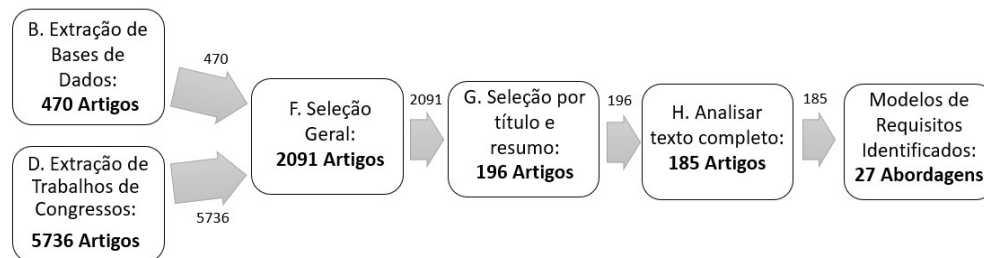 B. Extração de
Bases de
Dados:
470 Artigos
470
D. Extração de
Trabalhos de
Congressos:
5736 Artigos
5736
F. Seleção
Geral:
2091 Artigos
2091
G. Seleção por
título e
resumo:
196 Artigos
196
H. Analisar
texto completo:
185 Artigos
185
Modelos de
Requisitos
Identificados:
27 Abordagens